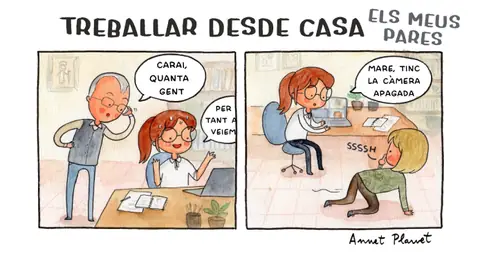 TREBALLAR DESDE CASA
ELS MEUS
PARES
CARAI,
QUANTA
GENT
PER
TANT A
VEIEM
MARE, TINC
LA CÀMERA
APAGADA
SSSSH
Annet Planet